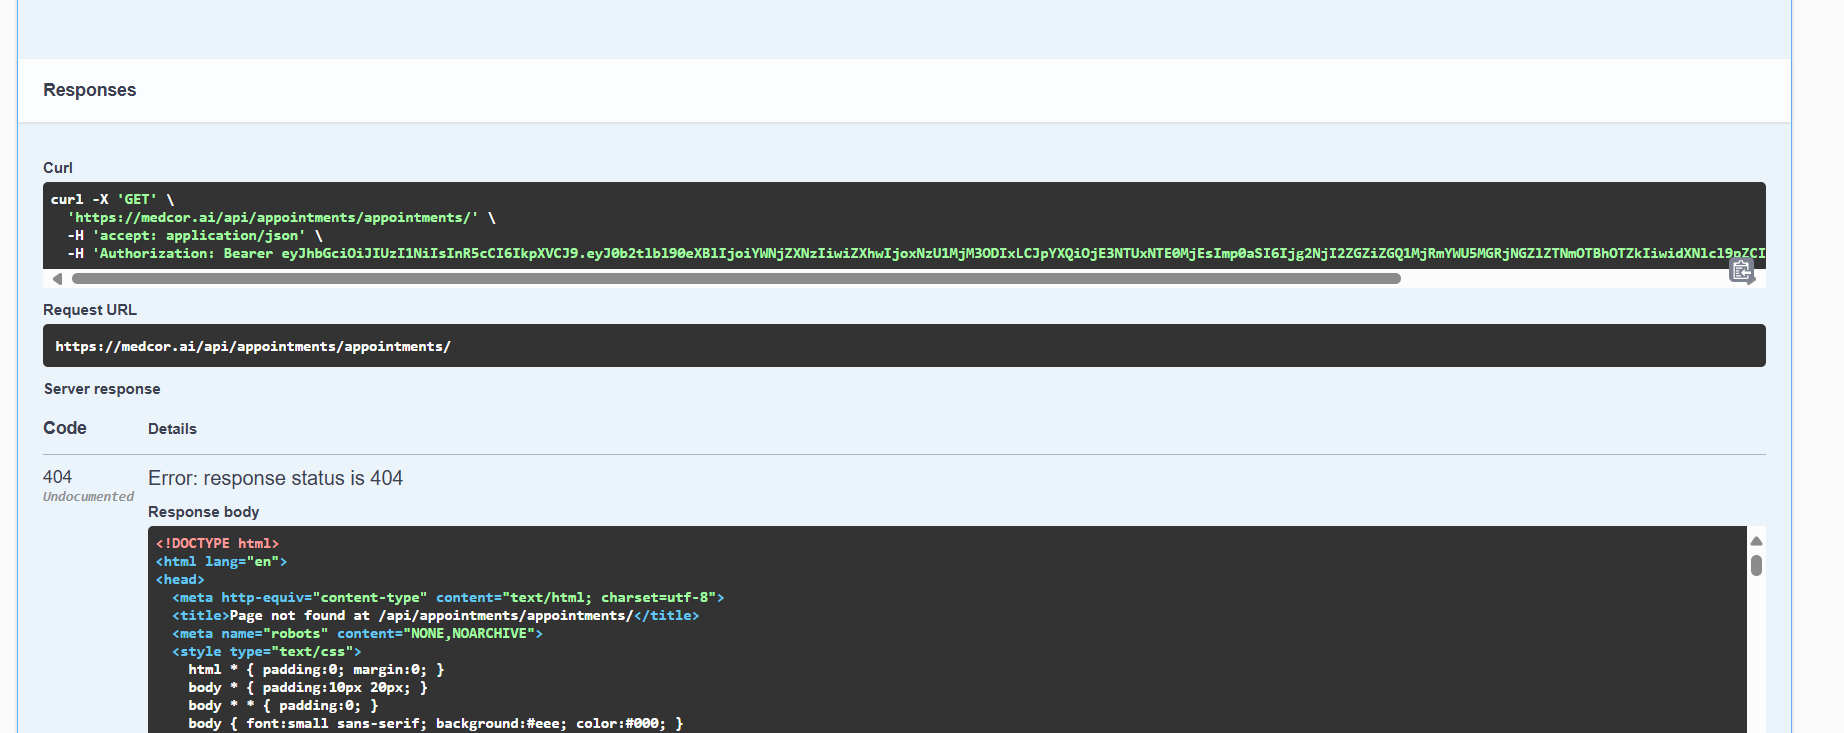 Responses
Curl
curl -X 'GET' \
'https://medcor.ai/api/appointments/appointments/' \
-H 'accept: application/json' \
-H 'Authorization: Bearer eyJhbGciOiJIUzI1NiIsInR5cCI6IkpXVCJ9.eyJ0b2tlbl90eXBlIjoiYWNjZXNzIiwiZXhwIjoxNzU1MjM3ODIxLCJpYXQiOjE3NTUxNTE0MjEsImp0aSI6Ijg2NjI2ZGZiZGQ1MjRmYWU5MGRjNGZlZTNmOTBhOTZkIiwidXNlcl9pZCI
Request URL
https://medcor.ai/api/appointments/appointments/
Server response
Code Details
404 Error: response status is 404
Undocumented
Response body
<!DOCTYPE html>
<html lang="en">
<head>
<meta http-equiv="content-type" content="text/html; charset=utf-8">
<title>Page not found at /api/appointments/appointments/</title>
<meta name="robots" content="NONE,NOARCHIVE">
<style type="text/css">
html * { padding:0; margin:0; }
body * { padding:10px 20px; }
body * * { padding:0; }
body { font:small sans-serif; background:#eee; color:#000; }